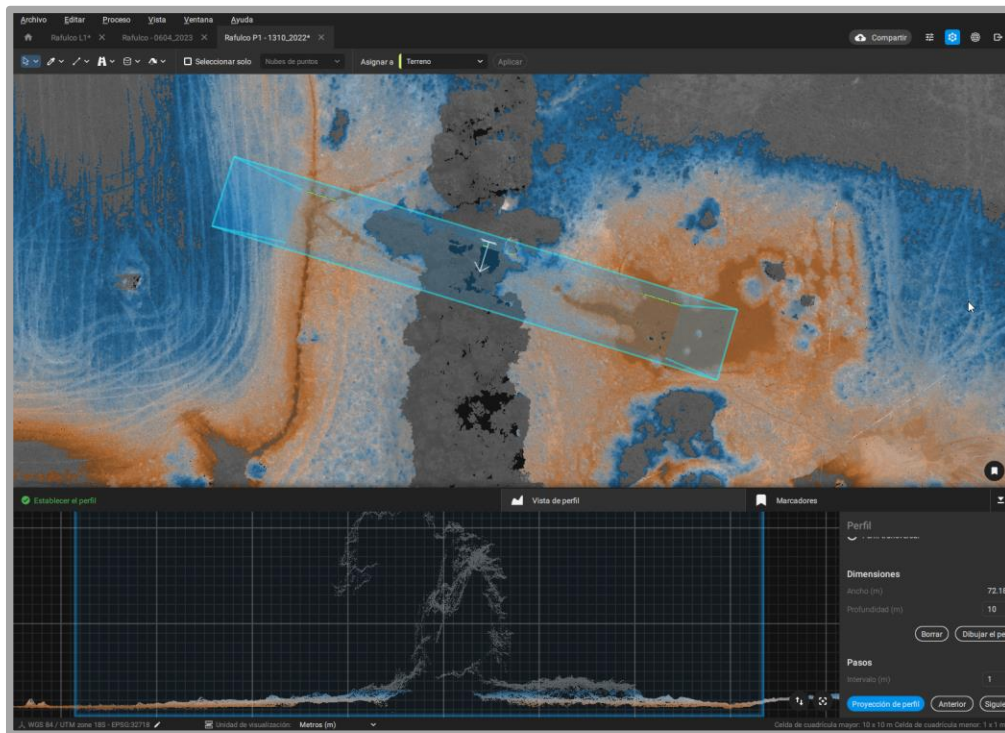 Archivo Editar Proceso Vista Ventana Ayuda
Rafulco L1* Rafulco - 0604_2023 Rafulco P1 - 1310_2022* Compartir
Seleccionar solo Nubes de puntos Asignar a Terreno Aplicar
Establecer el perfil Vista de perfil Marcadores
Perfil
Dimensiones
Ancho (m) 72.18
Profundidad (m) 10
Borrar Dibujar el pe
Pasos
Intervalo (m) 1
Proyección de perfil Anterior Siguie
WGS 84 / UTM zone 18S - EPSG:32718 Unidad de visualización: Metros (m) Celda de cuadrícula mayor: 10 x 10 m Celda de cuadrícula menor: 1 x 1 m